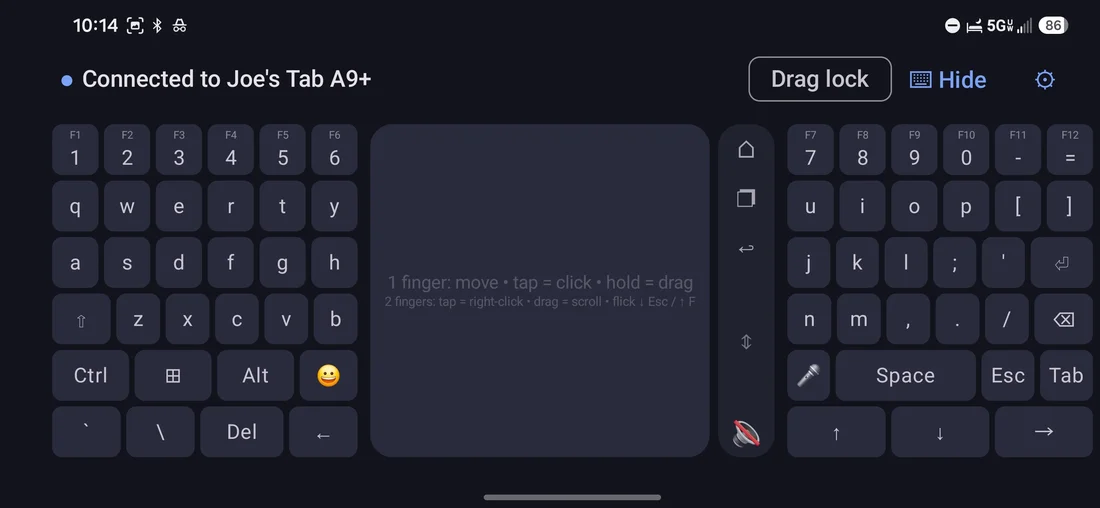 10:14 5G UW 86
Connected to Joe's Tab A9+ Drag lock Hide
F1 F2 F3 F4 F5 F6 F7 F8 F9 F10 F11 F12
1 2 3 4 5 6 7 8 9 0 - =
q w e r t y u i o p [ ]
a s d f g h j k l ; '
1 finger: move • tap = click • hold = drag
2 fingers: tap = right-click • drag = scroll • flick ↓ Esc / ↑ F
⇧ z x c v b n m , . /
Ctrl Alt Space Esc Tab
` \ Del ← ↑ ↓ →